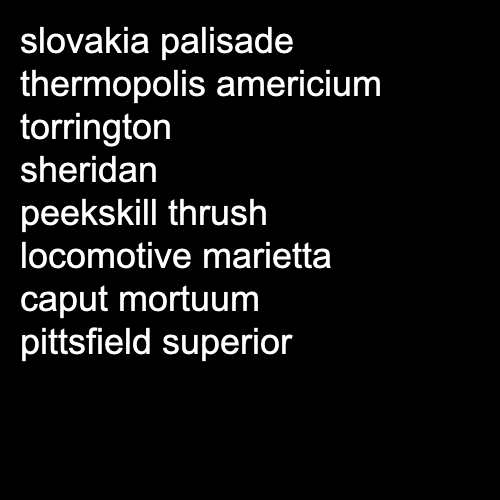 slovakia palisade
thermopolis americium
torrington
sheridan
peekskill thrush
locomotive marietta
caput mortuum
pittsfield superior